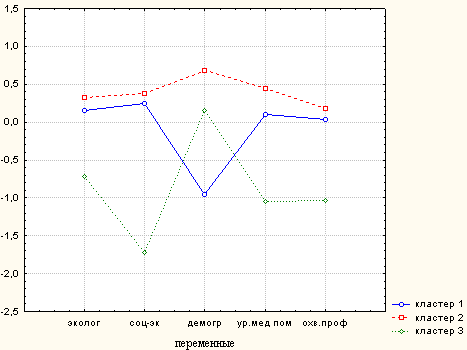 1,5
1,0
0,5
0,0
-0,5
-1,0
-1,5
-2,0
-2,5
эколог соц-эк демогр ур.мед пом охв.проф
переменные
кластер 1
кластер 2
кластер 3